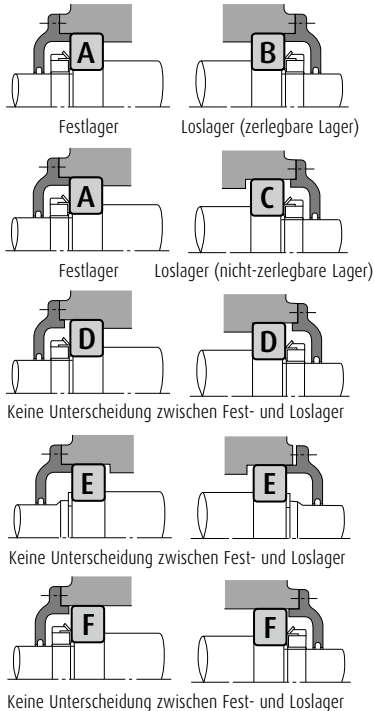 A B
Festlager Loslager (zerlegbare Lager)
A C
Festlager Loslager (nicht-zerlegbare Lager)
D D
Keine Unterscheidung zwischen Fest- und Loslager
E E
Keine Unterscheidung zwischen Fest- und Loslager
F F
Keine Unterscheidung zwischen Fest- und Loslager